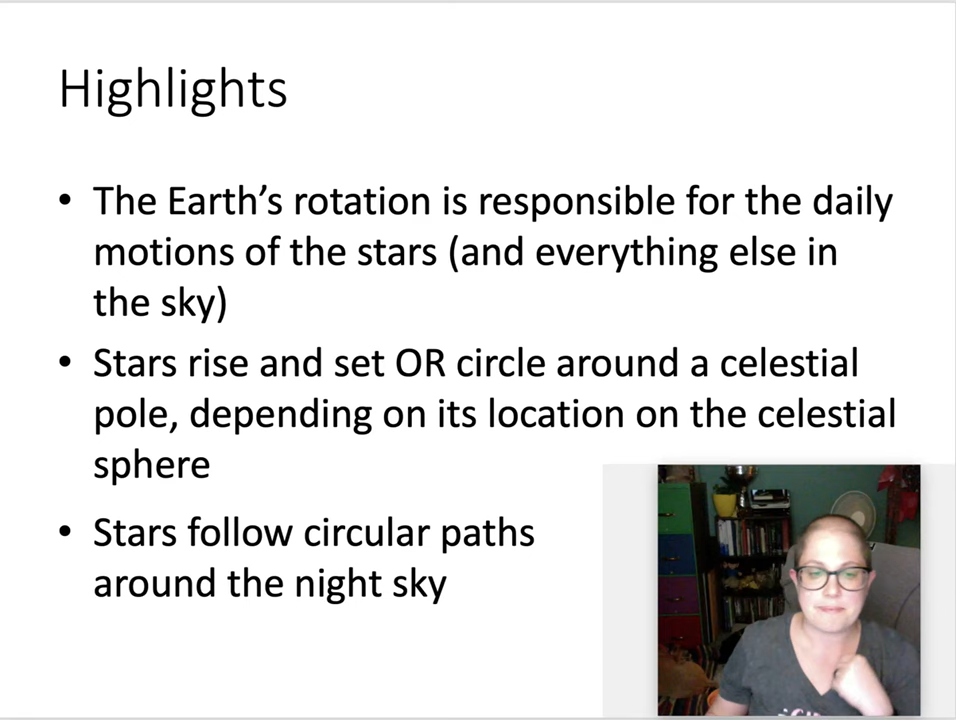 Highlights
• The Earth’s rotation is responsible for the daily
motions of the stars (and everything else in
the sky)
• Stars rise and set OR circle around a celestial
pole, depending on its location on the celestial
sphere
• Stars follow circular paths
around the night sky